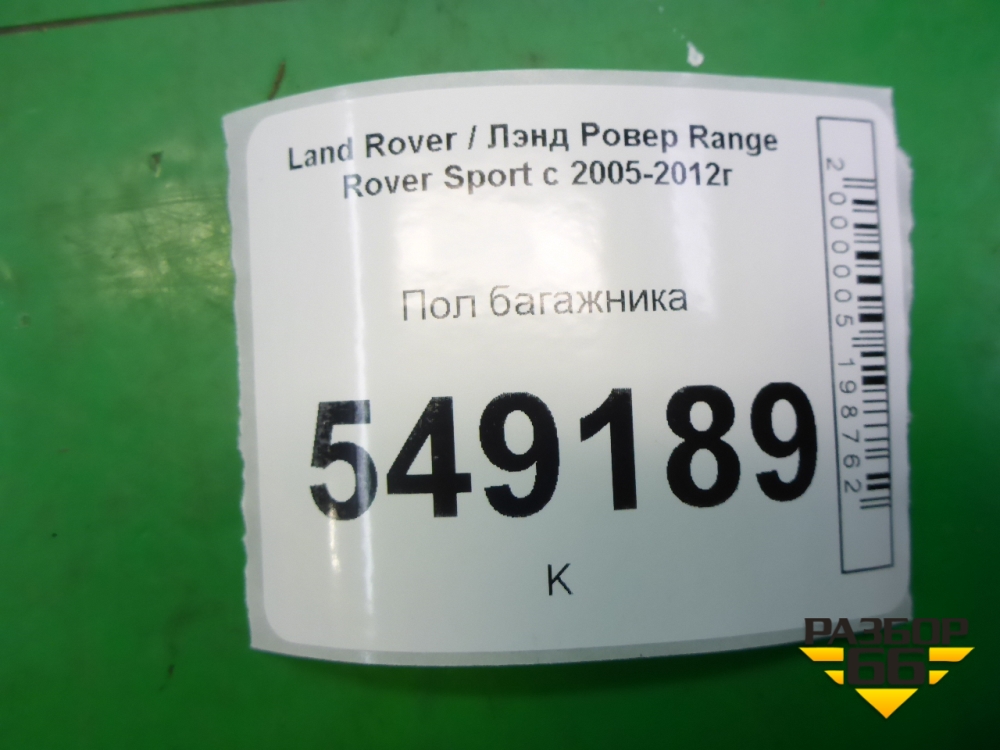 Land Rover / Лэнд Ровер Range
Rover Sport с 2005-2012г
Пол багажника
549189
К
2000005198762
РАЗБОР
66